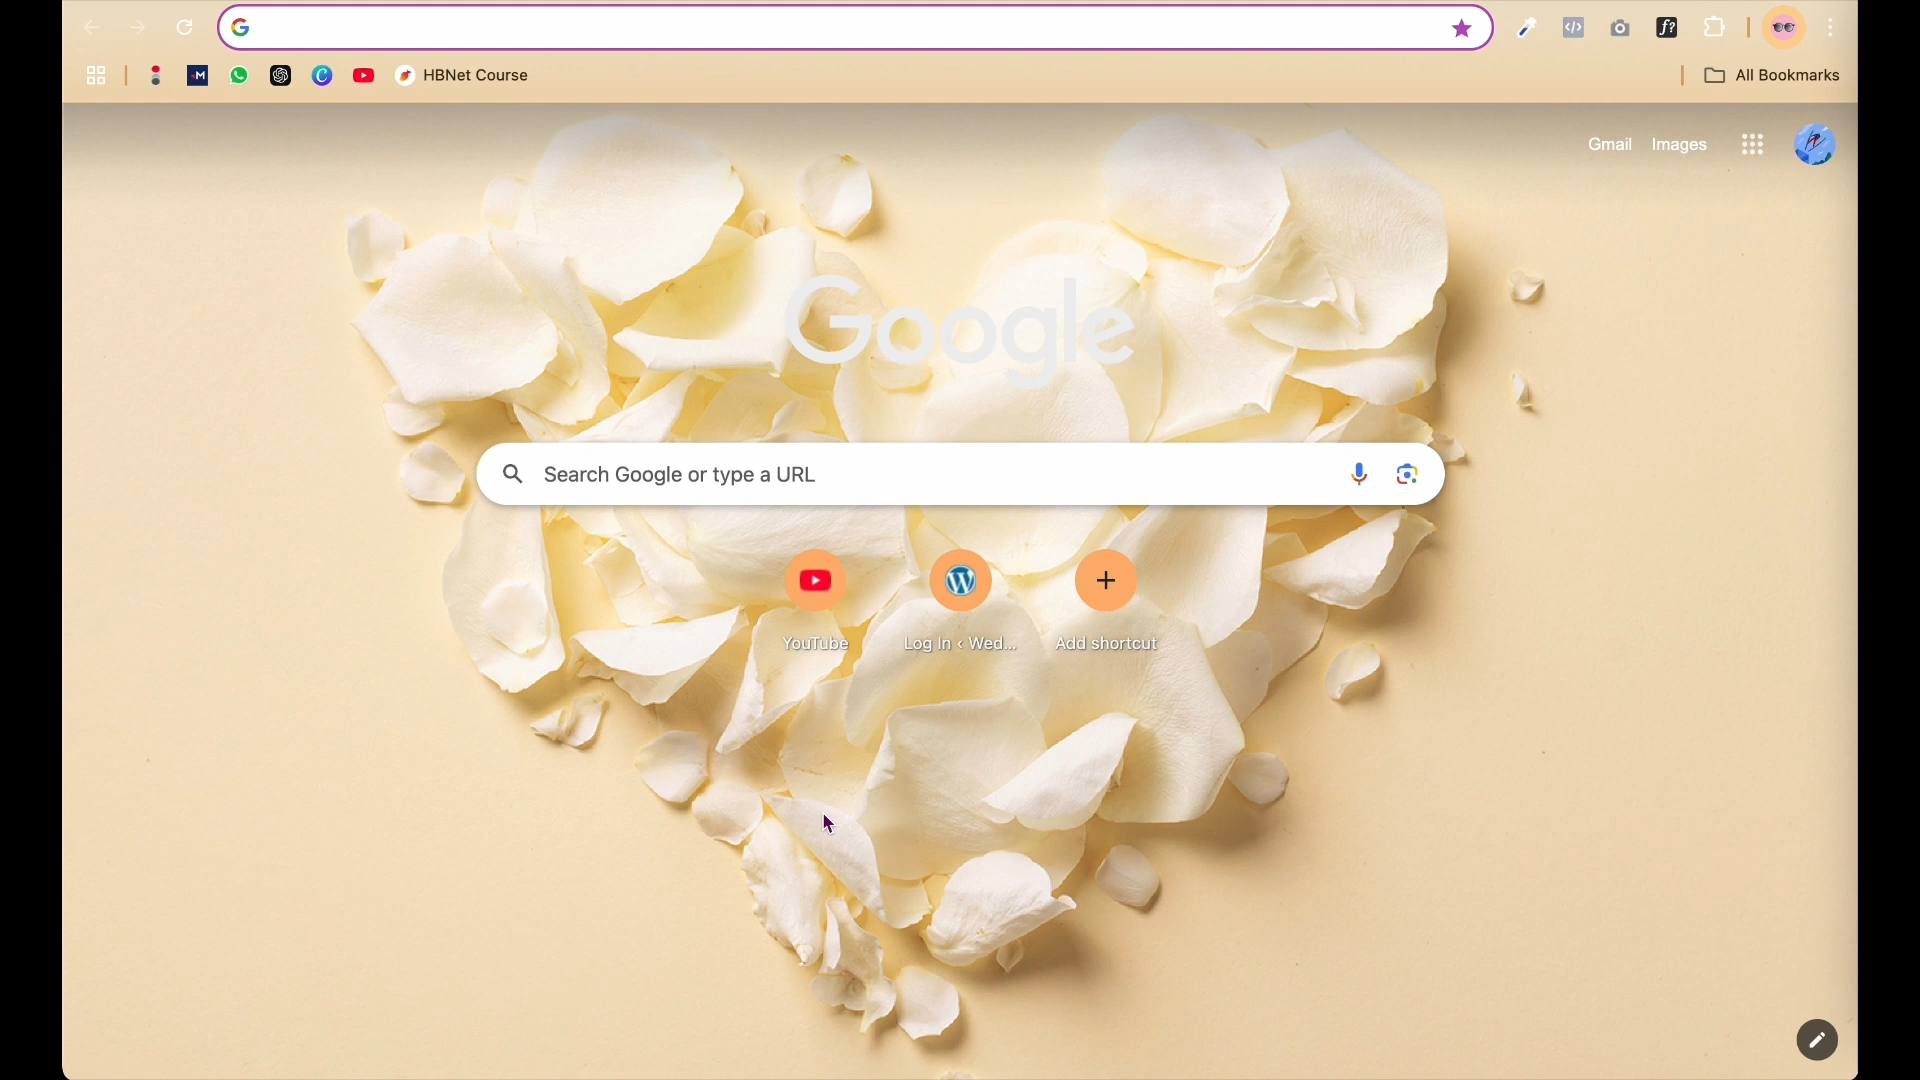 HBNet Course
All Bookmarks
Gmail Images
Google
Search Google or type a URL
YouTube
Log In ‹ Wed...
Add shortcut